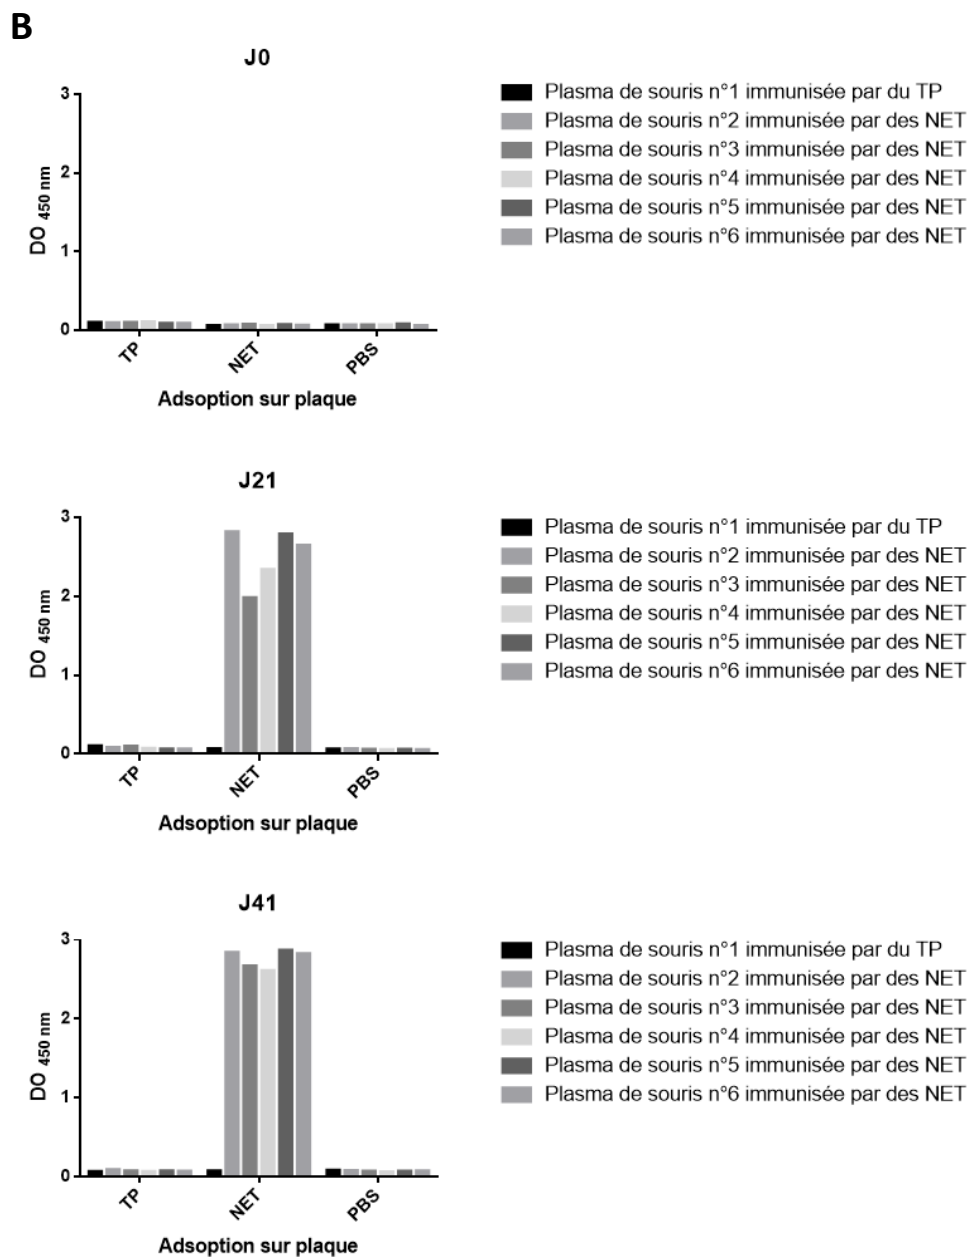 B
J0
3
2
1
0
DO 450 nm
TP
NET
PBS
Adsoption sur plaque
Plasma de souris n°1 immunisée par du TP
Plasma de souris n°2 immunisée par des NET
Plasma de souris n°3 immunisée par des NET
Plasma de souris n°4 immunisée par des NET
Plasma de souris n°5 immunisée par des NET
Plasma de souris n°6 immunisée par des NET
J21
3
2
1
0
DO 450 nm
TP
NET
PBS
Adsoption sur plaque
Plasma de souris n°1 immunisée par du TP
Plasma de souris n°2 immunisée par des NET
Plasma de souris n°3 immunisée par des NET
Plasma de souris n°4 immunisée par des NET
Plasma de souris n°5 immunisée par des NET
Plasma de souris n°6 immunisée par des NET
J41
3
2
1
0
DO 450 nm
TP
NET
PBS
Adsoption sur plaque
Plasma de souris n°1 immunisée par du TP
Plasma de souris n°2 immunisée par des NET
Plasma de souris n°3 immunisée par des NET
Plasma de souris n°4 immunisée par des NET
Plasma de souris n°5 immunisée par des NET
Plasma de souris n°6 immunisée par des NET